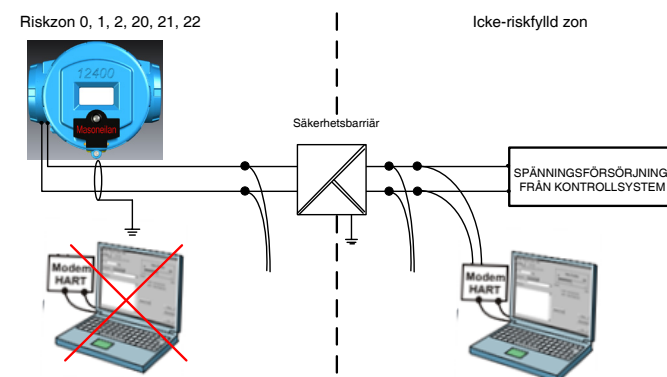 Riskzon 0, 1, 2, 20, 21, 22
Icke-riskfylld zon
12400
Masoneilan
Säkerhetsbarriär
SPÄNNINGSFÖRSÖRJNING
FRÅN KONTROLLSYSTEM
Modem
HART
Modem
HART